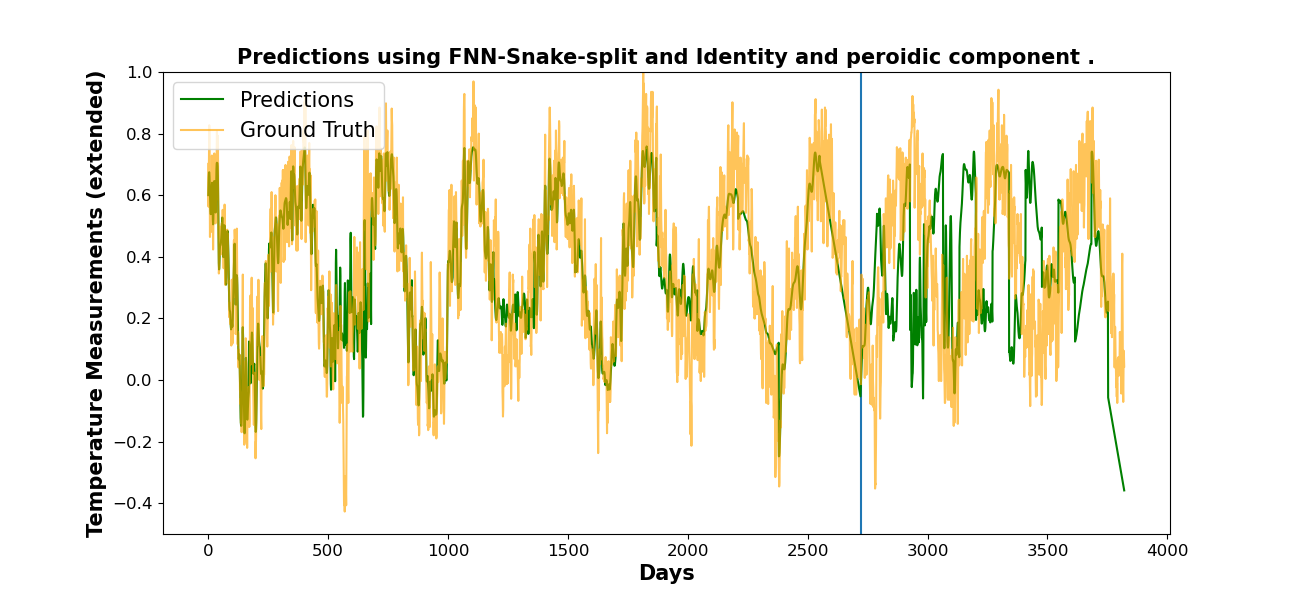 Predictions using FNN-Snake-split and Identity and peroidic component .
Temperature Measurements (extended)
1.0
0.8
0.6
0.4
0.2
0.0
−0.2
−0.4
Predictions
Ground Truth
0 500 1000 1500 2000 2500 3000 3500 4000
Days